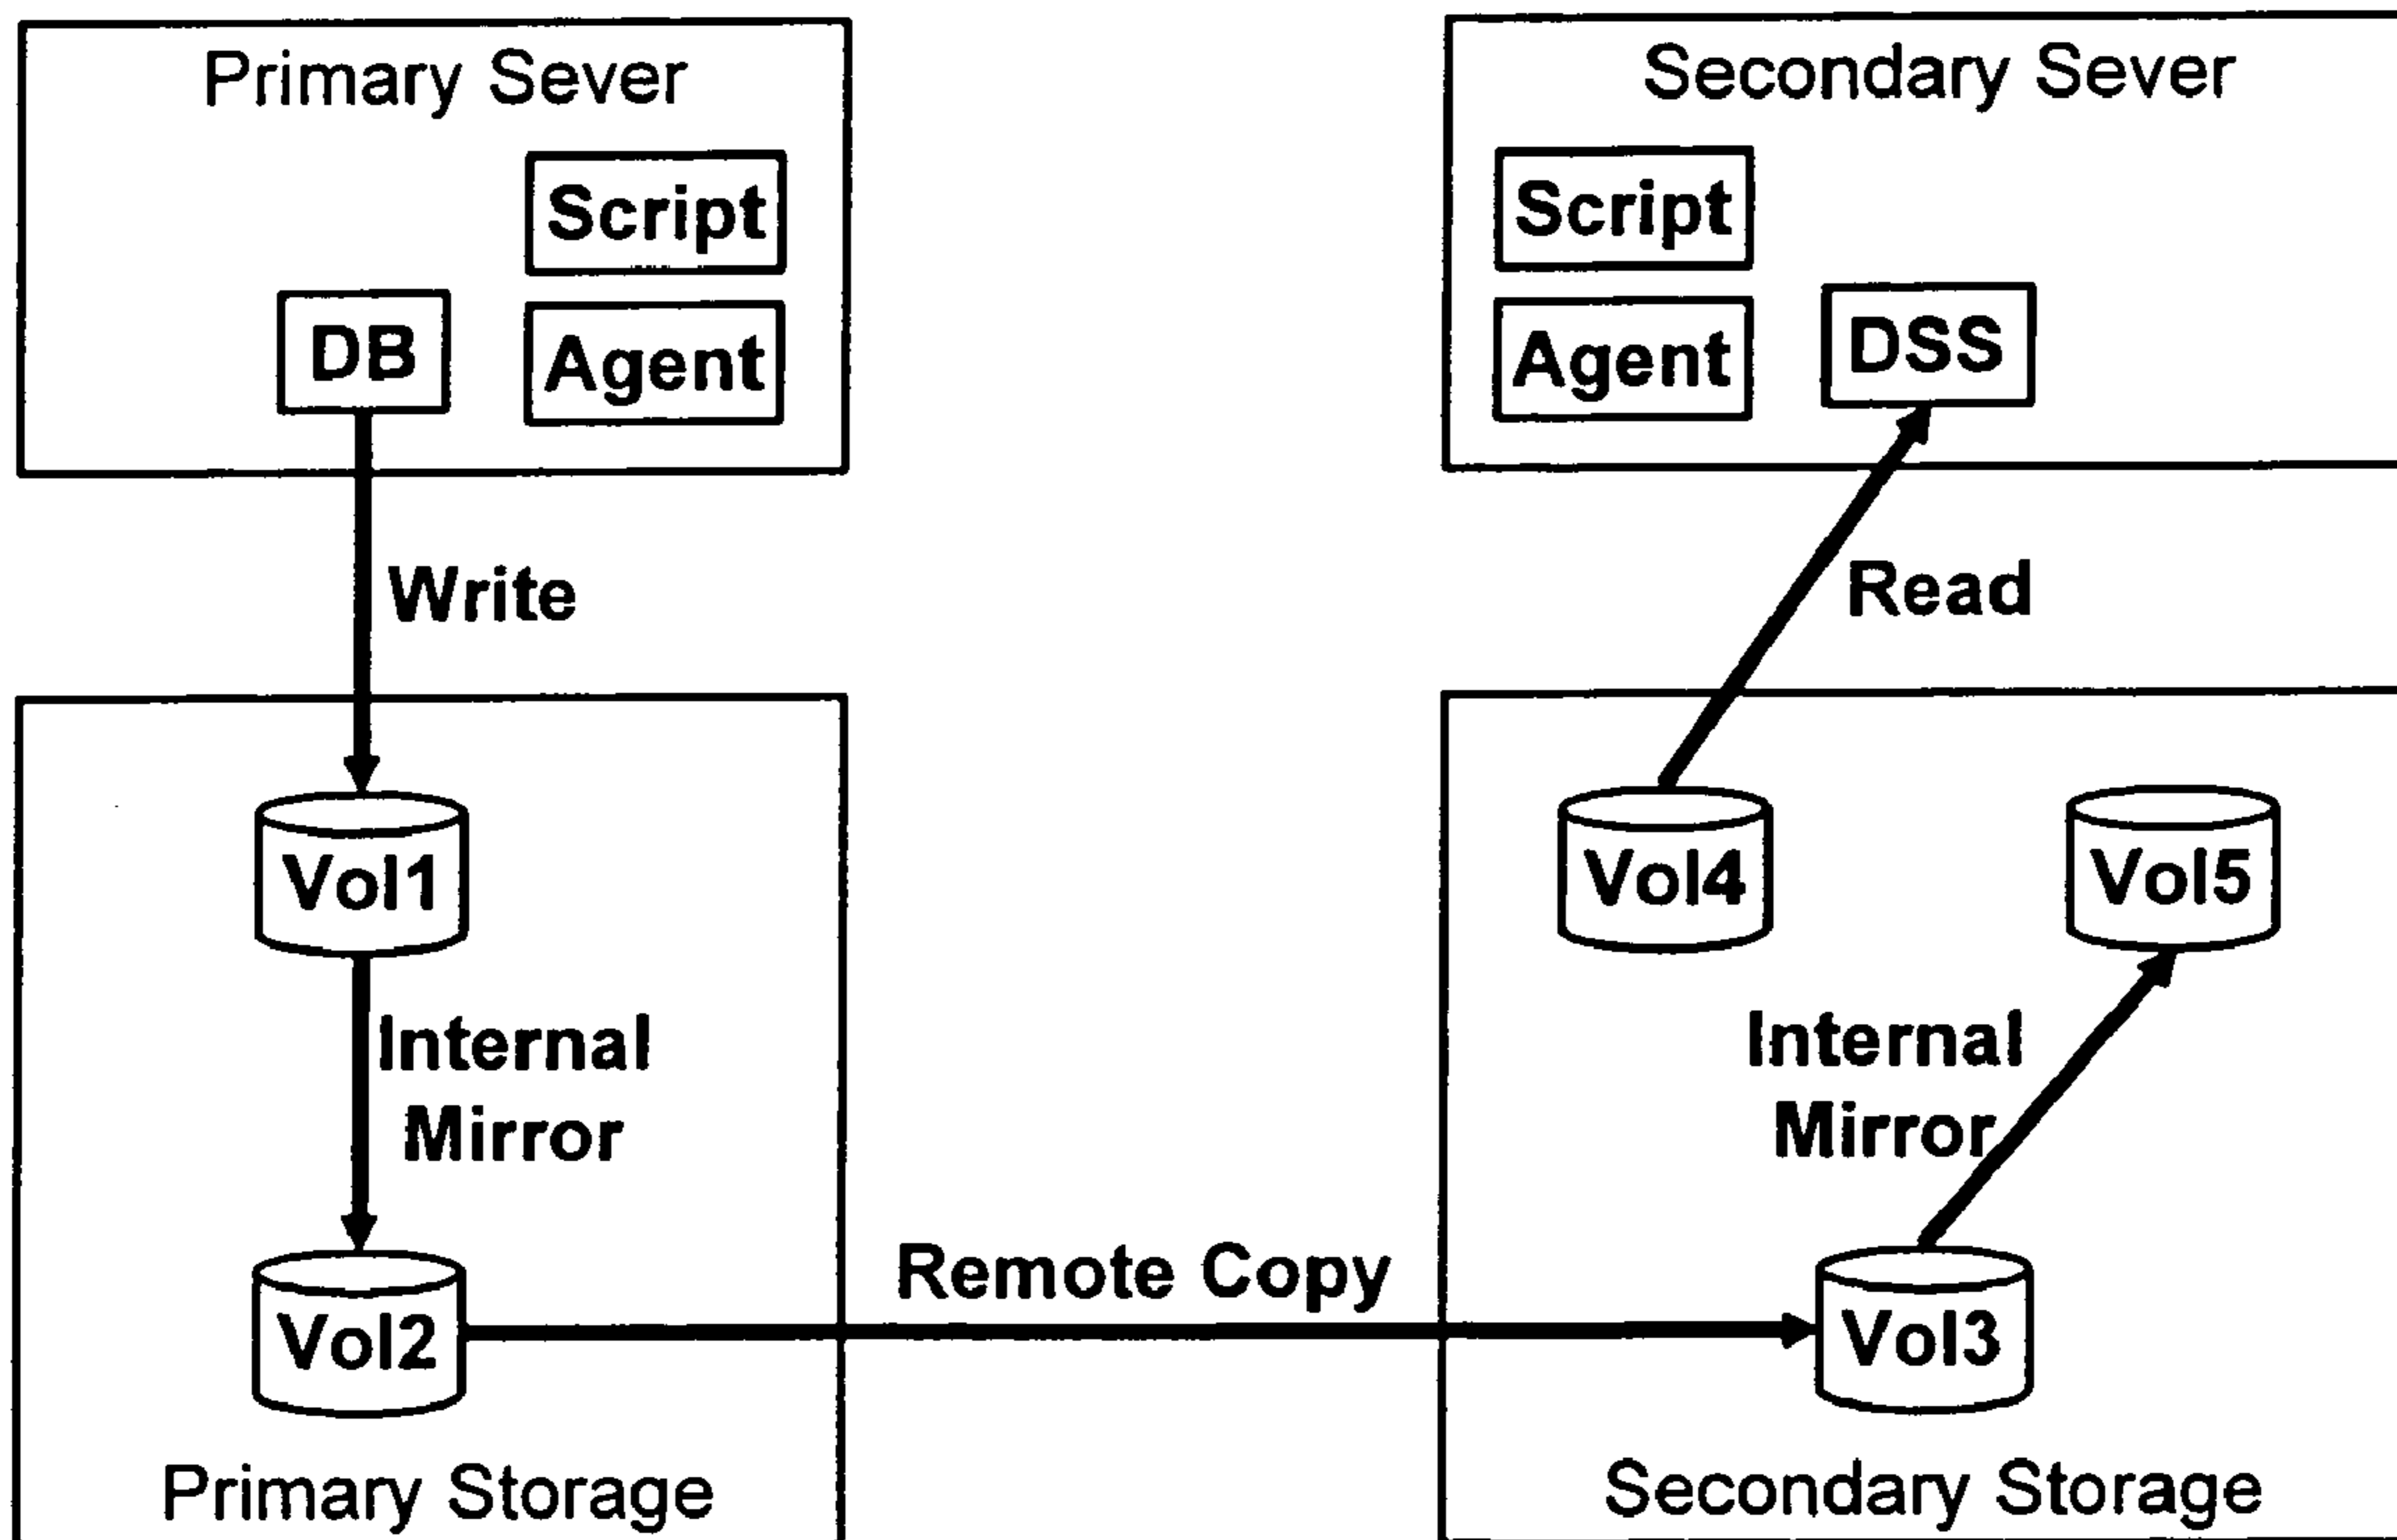 Primary Sever
Script
DB
Agent
Write
Vol1
Internal
Mirror
Vol2
Primary Storage
Remote Copy
Secondary Sever
Script
Agent
DSS
Read
Vol4
Vol5
Internal
Mirror
Vol3
Secondary Storage